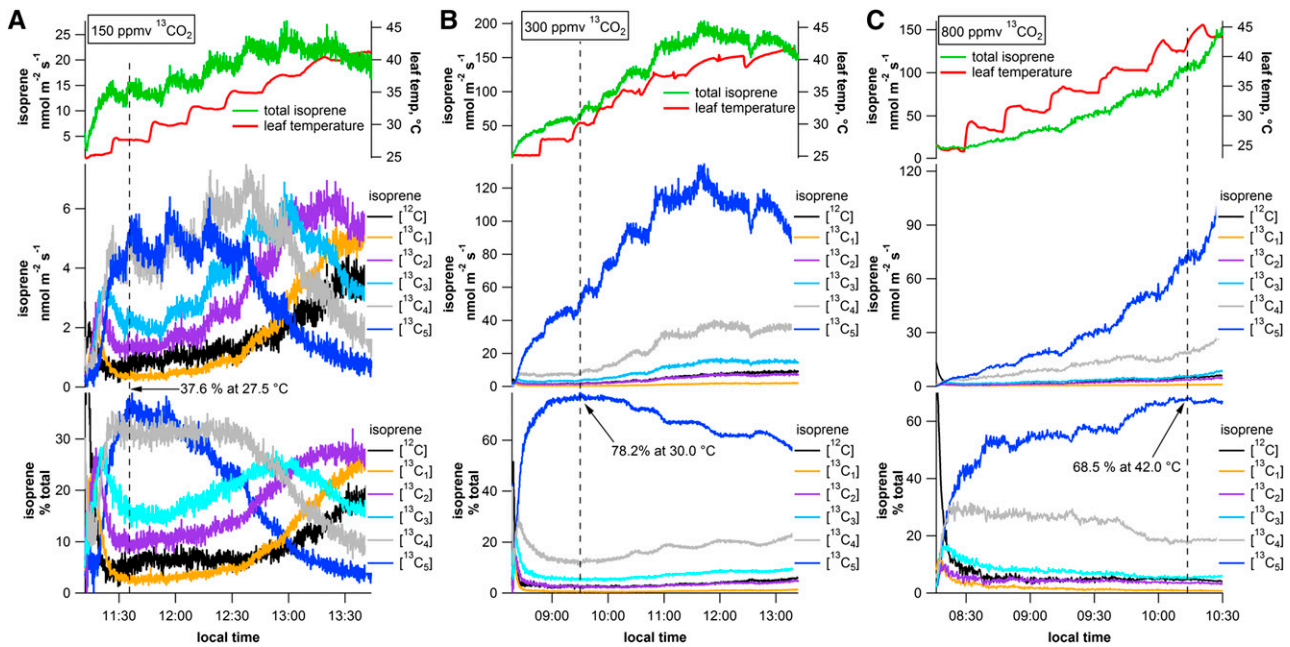 A
150 ppmv ¹³CO₂
isoprene
nmol m⁻² s⁻¹
25
20
15
10
5
total isoprene
leaf temperature
45
40
35
30
25
leaf temp, °C
isoprene
nmol m⁻² s⁻¹
6
4
2
0
isoprene
[¹²C]
[¹³C₁]
[¹³C₂]
[¹³C₃]
[¹³C₄]
[¹³C₅]
37.6 % at 27.5 °C
isoprene
% total
30
20
10
0
isoprene
[¹²C]
[¹³C₁]
[¹³C₂]
[¹³C₃]
[¹³C₄]
[¹³C₅]
11:30
12:00
12:30
13:00
13:30
local time
B
300 ppmv ¹³CO₂
isoprene
nmol m⁻² s⁻¹
200
150
100
50
total isoprene
leaf temperature
45
40
35
30
25
leaf temp, °C
isoprene
nmol m⁻² s⁻¹
120
100
80
60
40
20
0
isoprene
[¹²C]
[¹³C₁]
[¹³C₂]
[¹³C₃]
[¹³C₄]
[¹³C₅]
78.2% at 30.0 °C
isoprene
% total
80
60
40
20
0
isoprene
[¹²C]
[¹³C₁]
[¹³C₂]
[¹³C₃]
[¹³C₄]
[¹³C₅]
09:00
10:00
11:00
12:00
13:00
local time
C
800 ppmv ¹³CO₂
isoprene
nmol m⁻² s⁻¹
150
100
50
0
total isoprene
leaf temperature
45
40
35
30
25
leaf temp, °C
isoprene
nmol m⁻² s⁻¹
120
90
60
30
0
isoprene
[¹²C]
[¹³C₁]
[¹³C₂]
[¹³C₃]
[¹³C₄]
[¹³C₅]
68.5 % at 42.0 °C
isoprene
% total
60
40
20
0
isoprene
[¹²C]
[¹³C₁]
[¹³C₂]
[¹³C₃]
[¹³C₄]
[¹³C₅]
08:30
09:00
09:30
10:00
10:30
local time